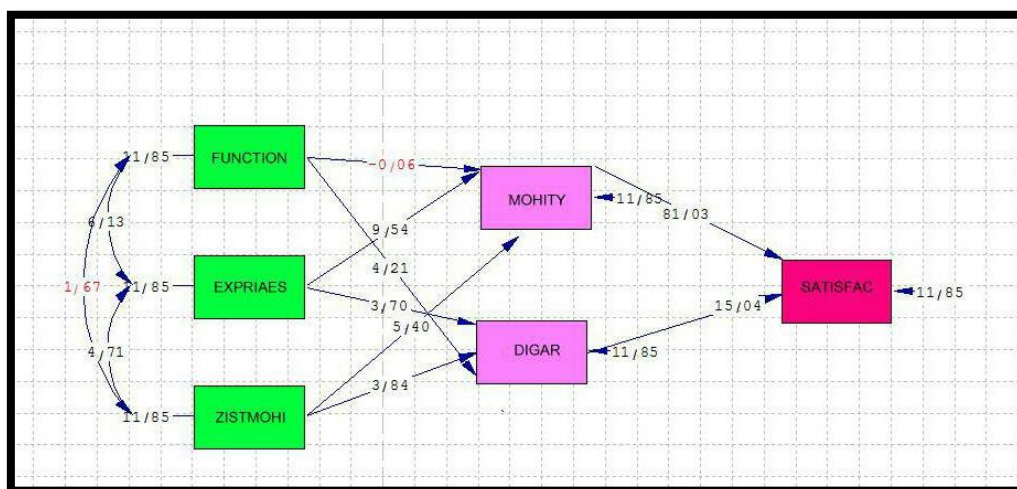 FUNCTION
11/85
-0/06
MOHITY
11/85
81/03
6/13
9/54
4/21
1/67
11/85
EXPRIAES
3/70
5/40
SATISFAC
11/85
15/04
4/71
DIGAR
11/85
3/84
11/85
ZISTMOHI